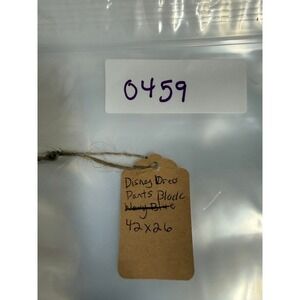 0459
Disney Dress
Pants Black
Navy Blue
42x26